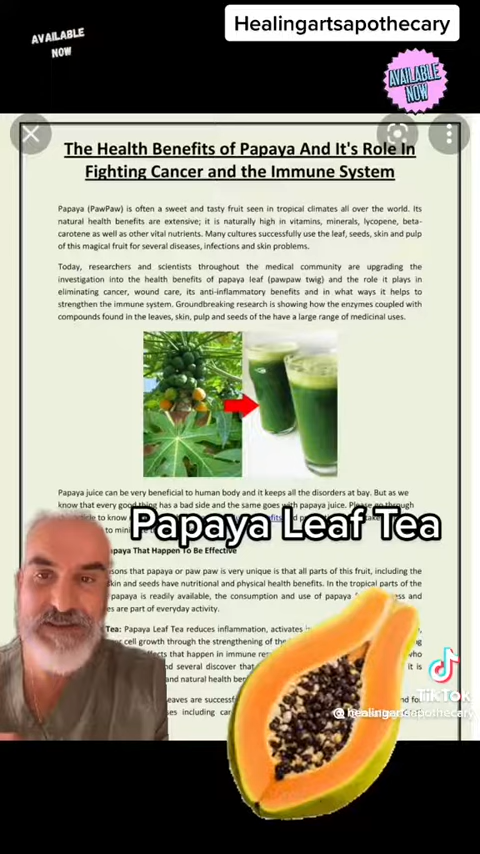 Healingartsapothecary
AVAILABLE
NOW
AVAILABLE
NOW
The Health Benefits of Papaya And It's Role In
Fighting Cancer and the Immune System
Papaya (PawPaw) is often a sweet and tasty fruit seen in tropical climates all over the world. Its
natural health benefits are extensive; it is naturally high in vitamins, minerals, lycopene, beta-
carotene as well as other vital nutrients. Many cultures successfully use the leaf, seeds, skin and pulp
of this magical fruit for several diseases, infections and skin problems.
Today, researchers and scientists throughout the medical community are upgrading the
investigation into the health benefits of papaya leaf (pawpaw twig) and the role it plays in
eliminating cancer, wound care, its anti-inflammatory benefits and in what ways it helps to
strengthen the immune system. Groundbreaking research is showing how the enzymes coupled with
compounds found in the leaves, skin, pulp and seeds of the have a large range of medicinal uses.
Papaya juice can be very beneficial to human body and it keeps all the disorders at bay. But as we
know that every good thing has a bad side and the same goes with papaya juice. Please go through
Papaya Leaf Tea
That Happen To Be Effective
that papaya or paw paw is very unique is that all parts of this fruit, including the
skin and seeds have nutritional and physical health benefits. In the tropical parts of the
papaya is readily available, the consumption and use of papaya
are part of everyday activity.
Tea: Papaya Leaf Tea reduces inflammation, activates
cell growth through the strengthening of the
that happen in immune
and several discover that
it is
and natural health
leaves are
including
TikTok
@healingartsapothecary